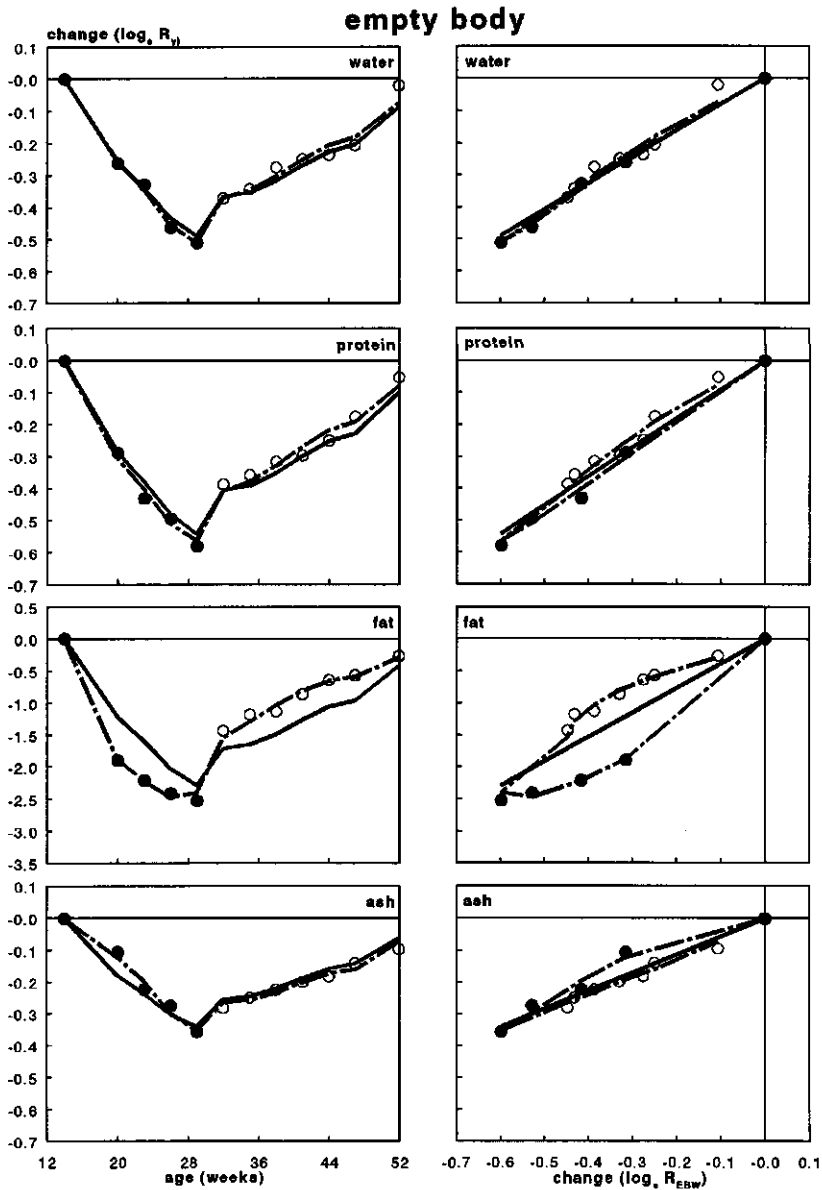 empty body
change (logₑ Rᵧ)
0.1
-0.0
-0.1
-0.2
-0.3
-0.4
-0.5
-0.6
-0.7
water
water
0.1
-0.0
-0.1
-0.2
-0.3
-0.4
-0.5
-0.6
-0.7
protein
protein
0.5
0.0
-0.5
-1.0
-1.5
-2.0
-2.5
-3.0
-3.5
fat
fat
0.1
-0.0
-0.1
-0.2
-0.3
-0.4
-0.5
-0.6
-0.7
ash
ash
12 20 28 36 44 52
age (weeks)
-0.7 -0.6 -0.5 -0.4 -0.3 -0.2 -0.1 -0.0 0.1
change (logₑ R_EBW)